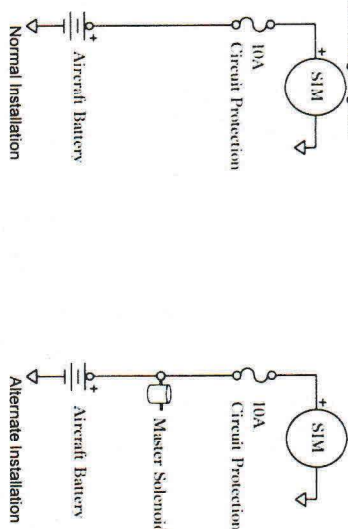 SIM
+
10A
Circuit Protection
+
Aircraft Battery
Normal Installation
SIM
+
10A
Circuit Protection
Master Solenoid
+
Aircraft Battery
Alternate Installation